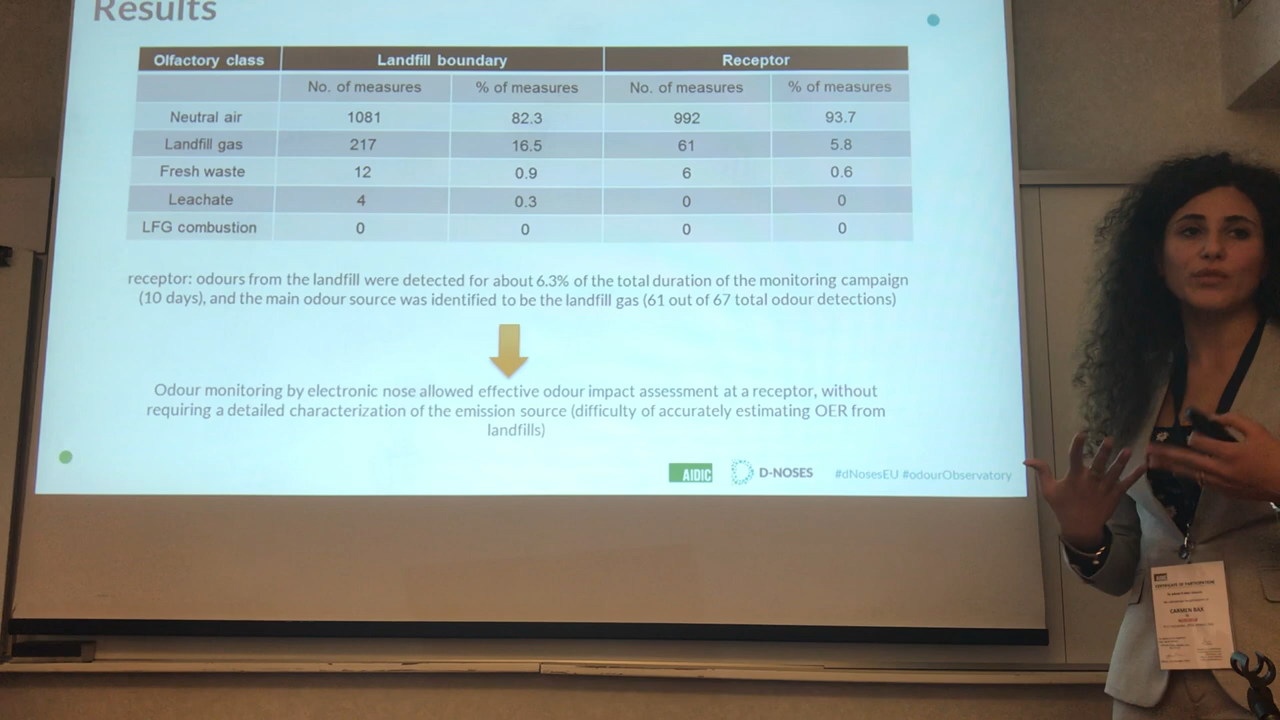 Results
Olfactory class Landfill boundary Receptor
No. of measures % of measures No. of measures % of measures
Neutral air 1081 82.3 992 93.7
Landfill gas 217 16.5 61 5.8
Fresh waste 12 0.9 6 0.6
Leachate 4 0.3 0 0
LFG combustion 0 0 0 0
receptor: odours from the landfill were detected for about 6.3% of the total duration of the monitoring campaign
(10 days), and the main odour source was identified to be the landfill gas (61 out of 67 total odour detections)
Odour monitoring by electronic nose allowed effective odour impact assessment at a receptor, without
requiring a detailed characterization of the emission source (difficulty of accurately estimating OER from
landfills)
AIDIC D-NOSES #dNosesEU #odourObservatory
AIDIC
CERTIFICATE OF PARTICIPATION
CARMEN BAX